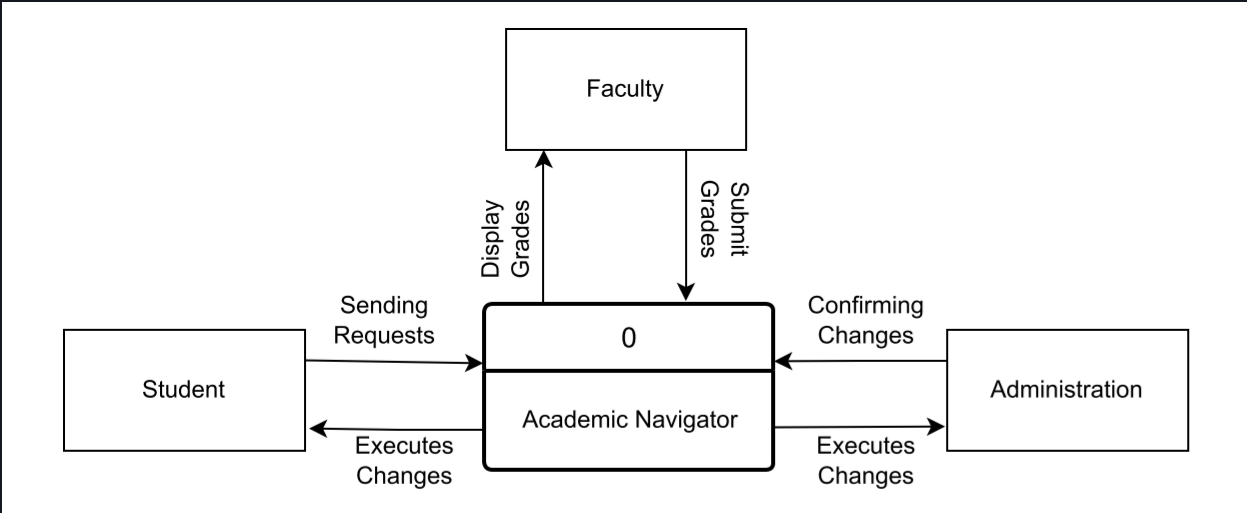 Faculty
Display
Grades
Submit
Grades
Sending
Requests
Confirming
Changes
0
Student
Academic Navigator
Administration
Executes
Changes
Executes
Changes